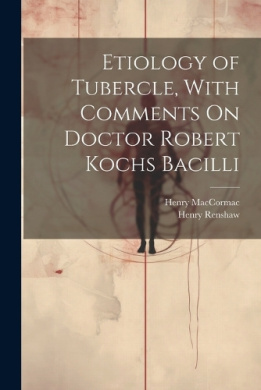 Etiology of
Tubercle, With
Comments On
Doctor Robert
Kochs Bacilli
Henry MacCormac
Henry Renshaw